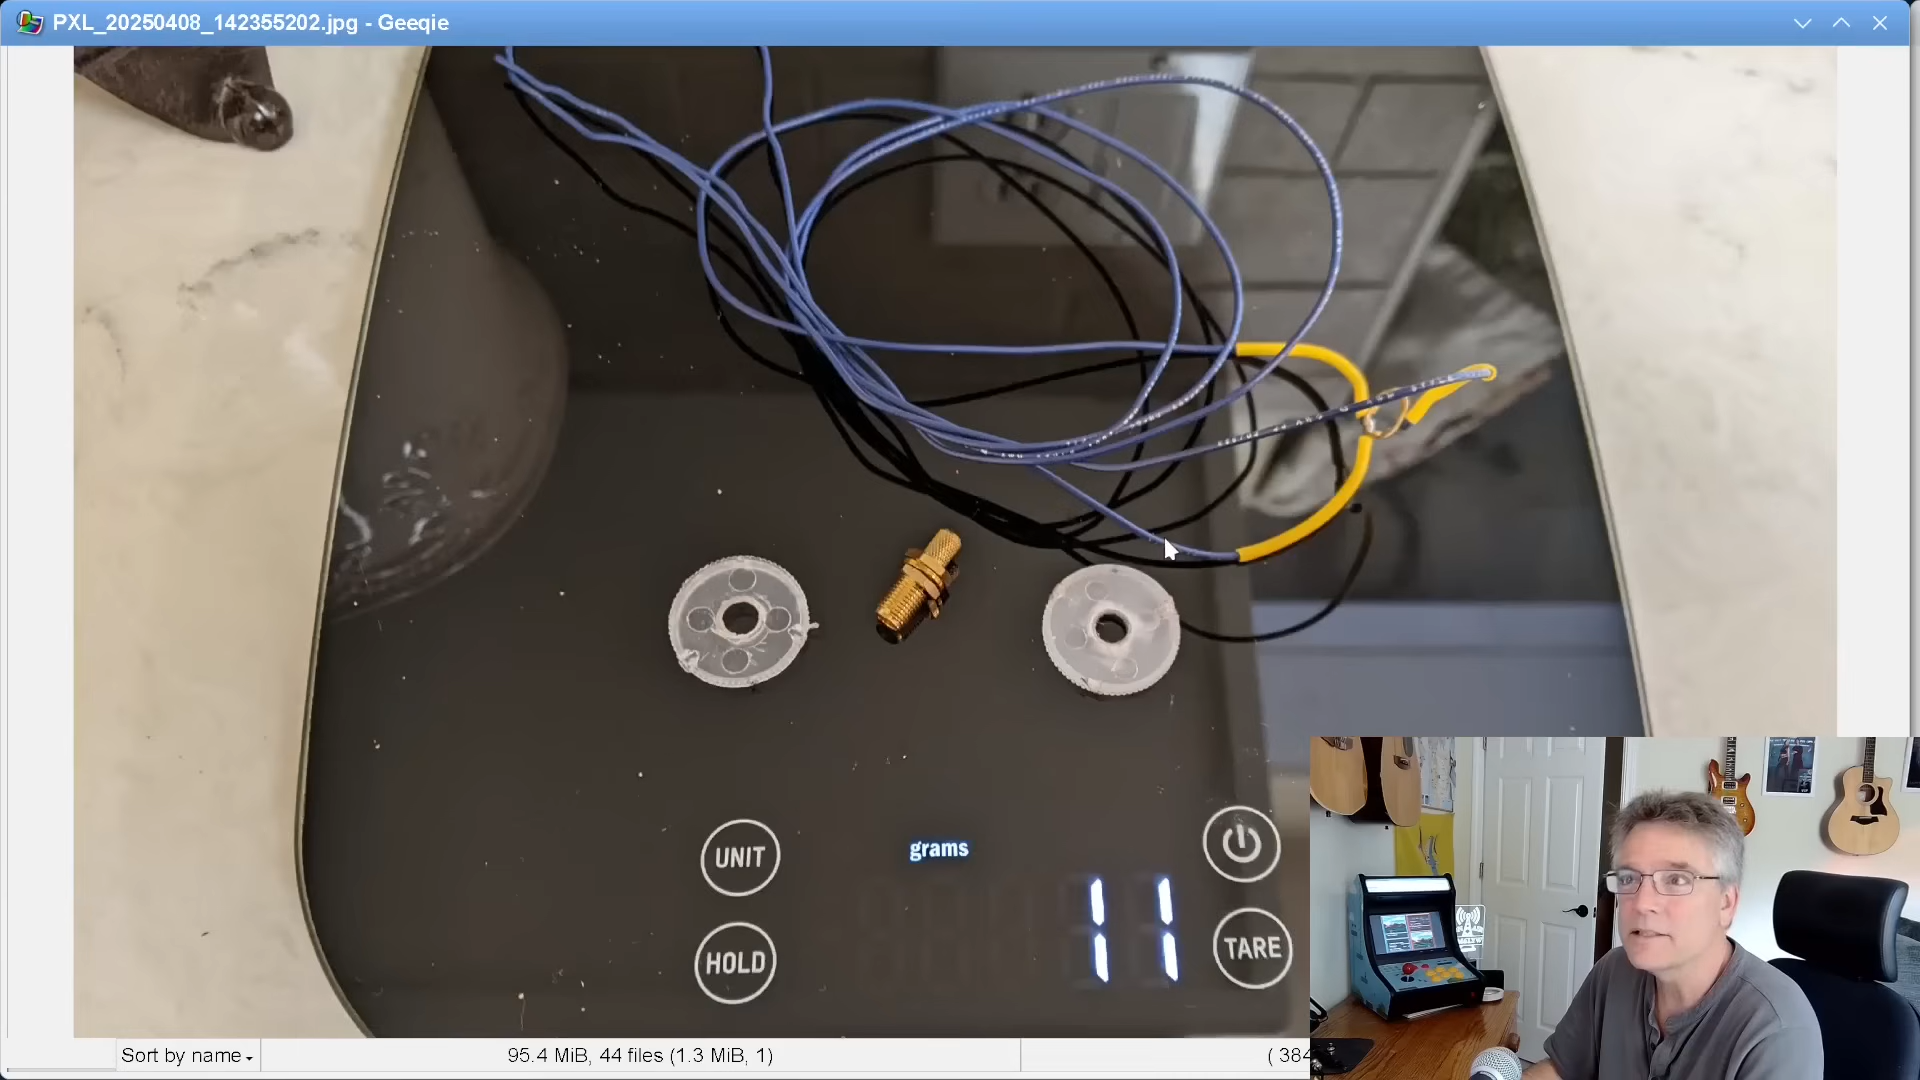 PXL_20250408_142355202.jpg - Geeqie
UNIT
grams
HOLD
11
TARE
Sort by name
95.4 MiB, 44 files (1.3 MiB, 1)
( 384